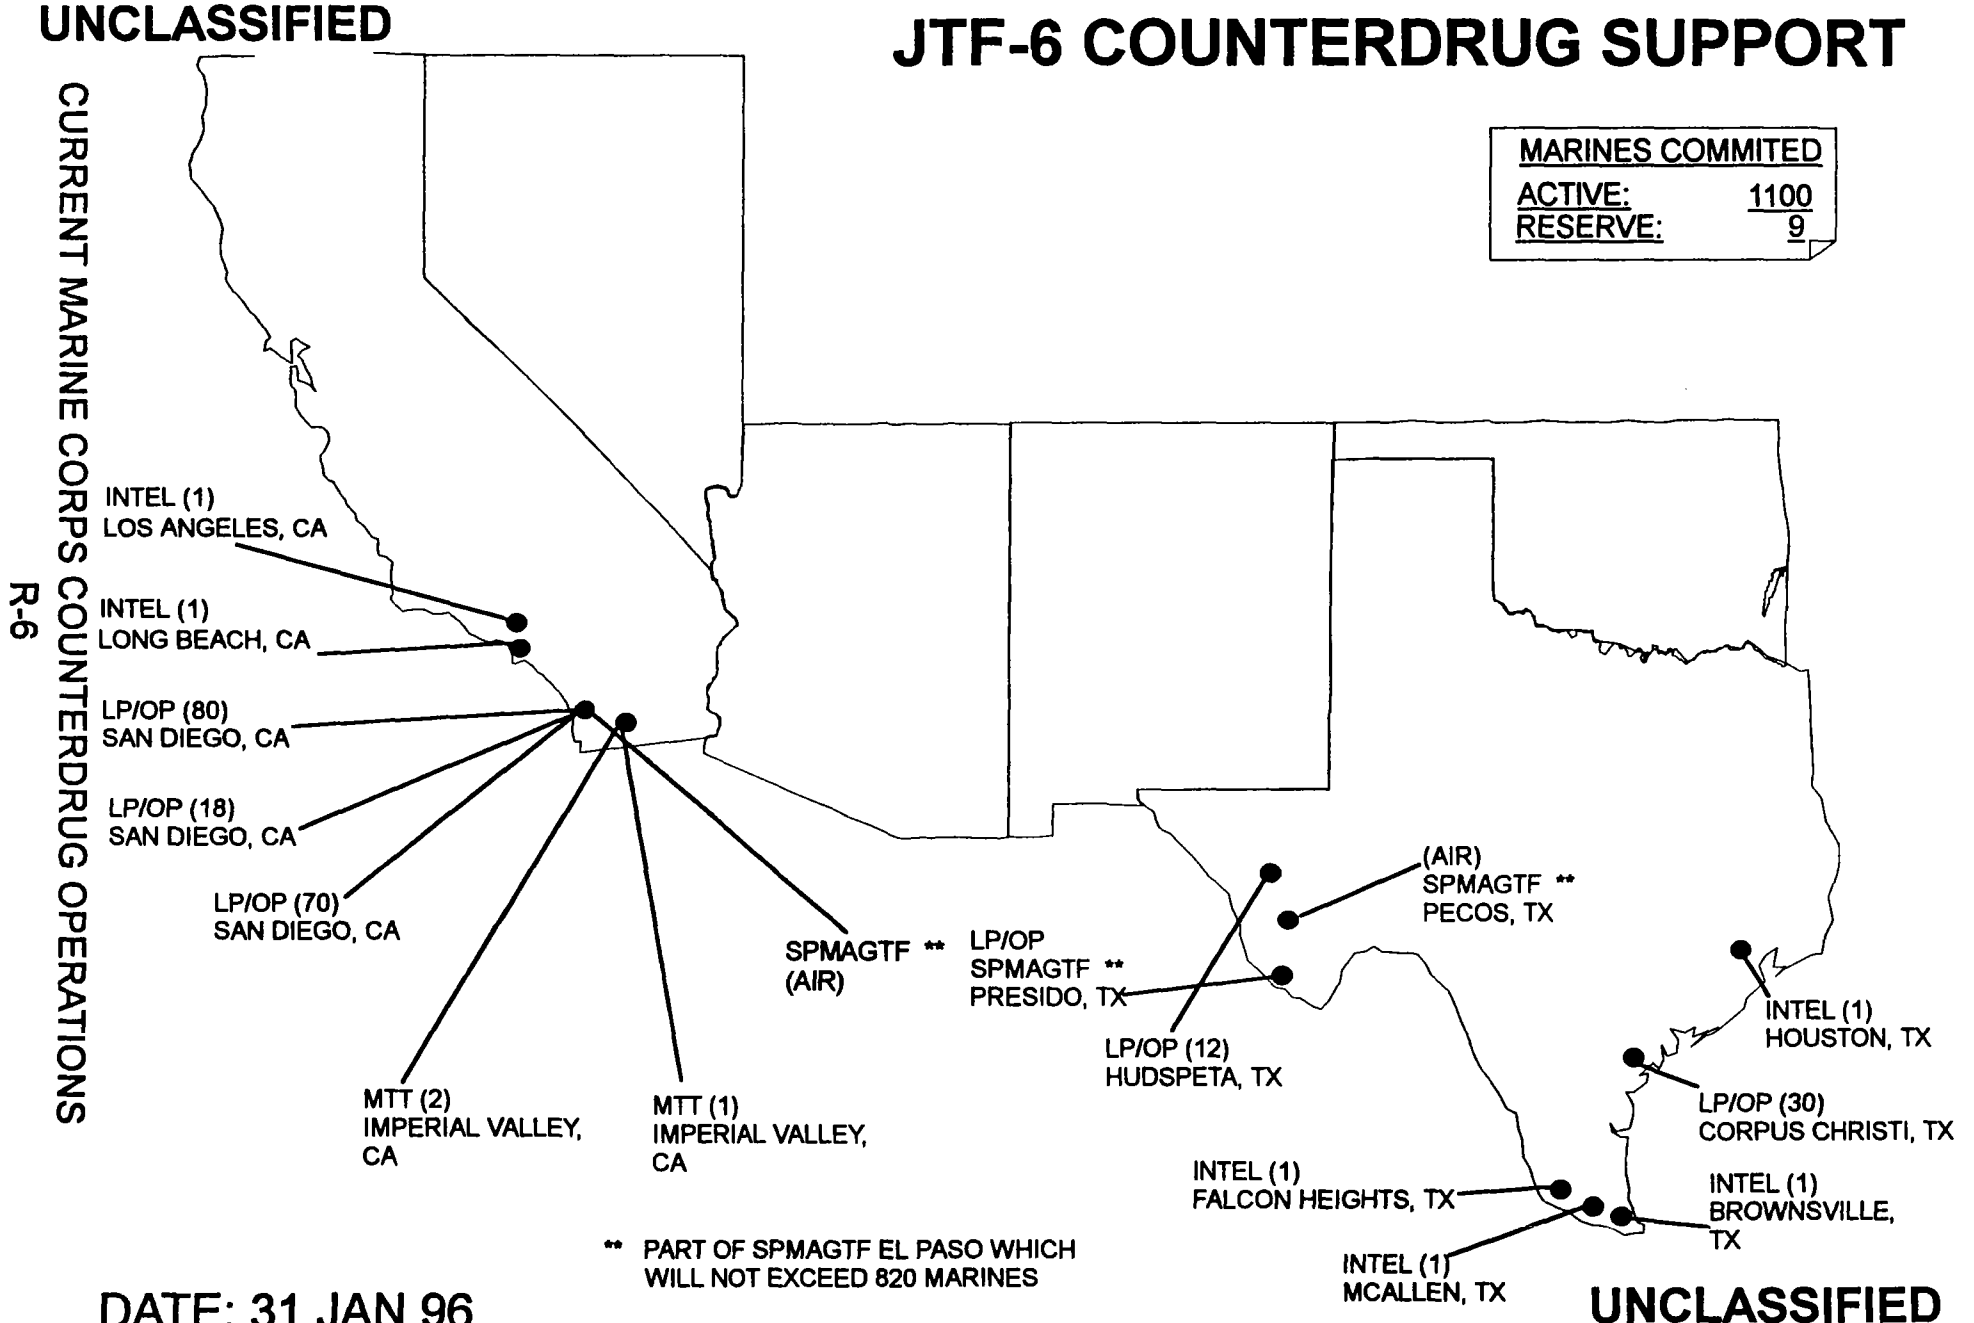 UNCLASSIFIED
JTF-6 COUNTERDRUG SUPPORT
CURRENT MARINE CORPS COUNTERDRUG OPERATIONS
R-6
MARINES COMMITED
ACTIVE: 1100
RESERVE: 9
INTEL (1)
LOS ANGELES, CA
INTEL (1)
LONG BEACH, CA
LP/OP (80)
SAN DIEGO, CA
LP/OP (18)
SAN DIEGO, CA
LP/OP (70)
SAN DIEGO, CA
MTT (2)
IMPERIAL VALLEY,
CA
MTT (1)
IMPERIAL VALLEY,
CA
SPMAGTF **
(AIR)
LP/OP
SPMAGTF **
PRESIDO, TX
(AIR)
SPMAGTF **
PECOS, TX
LP/OP (12)
HUDSPETA, TX
INTEL (1)
HOUSTON, TX
LP/OP (30)
CORPUS CHRISTI, TX
INTEL (1)
FALCON HEIGHTS, TX
INTEL (1)
BROWNSVILLE,
TX
INTEL (1)
MCALLEN, TX
** PART OF SPMAGTF EL PASO WHICH
WILL NOT EXCEED 820 MARINES
DATE: 31 JAN 96
UNCLASSIFIED